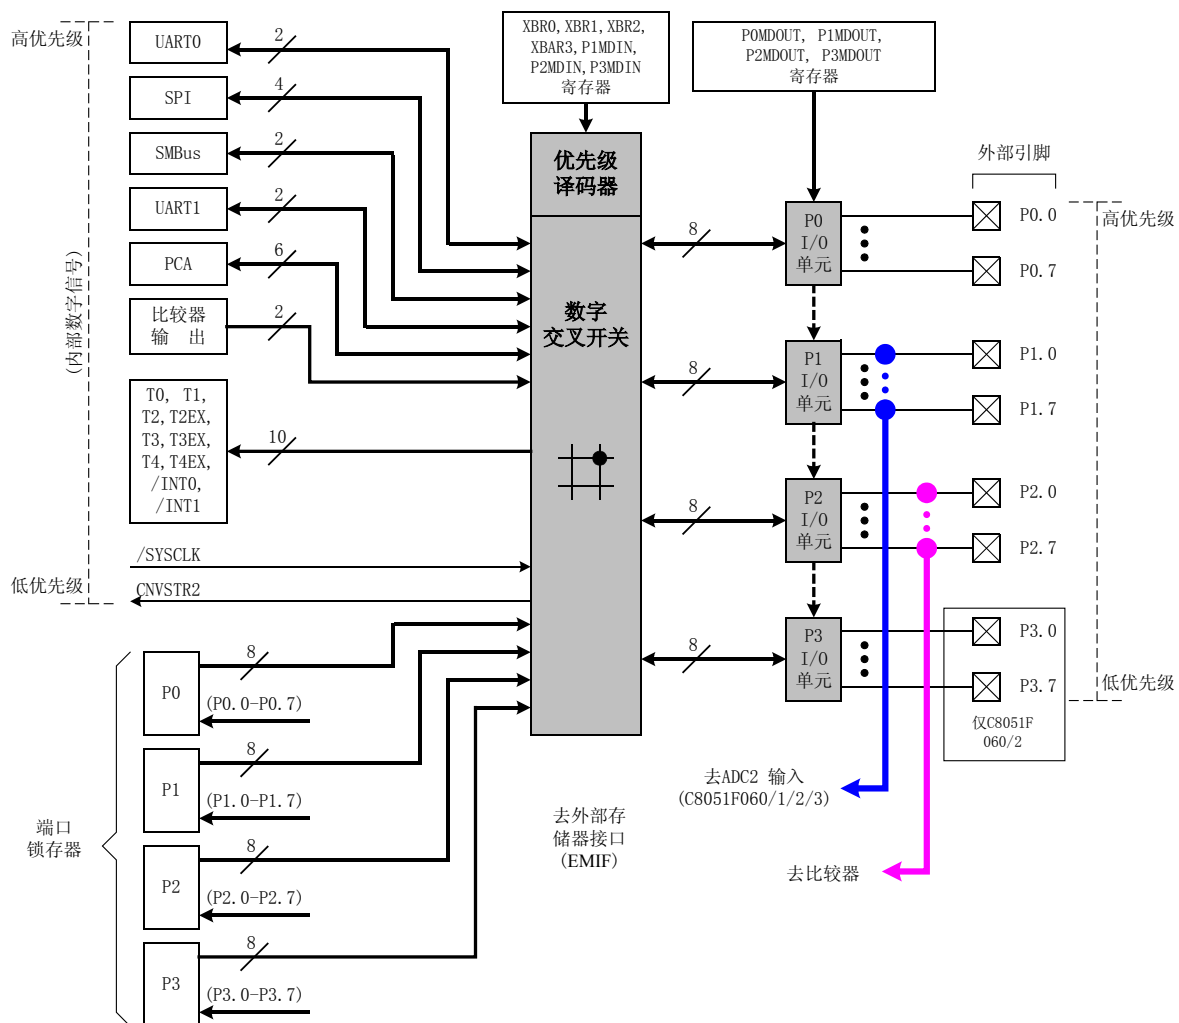 高优先级
UART0
2
SPI
4
SMBus
2
UART1
2
PCA
6
比较器
输 出
2
T0, T1,
T2, T2EX,
T3, T3EX,
T4, T4EX,
/INT0,
/INT1
10
(内部数字信号)
/SYSCLK
CNVSTR2
低优先级
XBR0, XBR1, XBR2,
XBAR3, P1MDIN,
P2MDIN, P3MDIN
寄存器
P0MDOUT, P1MDOUT,
P2MDOUT, P3MDOUT
寄存器
优先级
译码器
数字
交叉开关
外部引脚
8
P0
I/O
单元
P0.0
P0.7
高优先级
8
P1
I/O
单元
P1.0
P1.7
8
P2
I/O
单元
P2.0
P2.7
8
P3
I/O
单元
P3.0
P3.7
低优先级
仅C8051F
060/2
端口
锁存器
P0
8
(P0.0-P0.7)
P1
8
(P1.0-P1.7)
P2
8
(P2.0-P2.7)
P3
8
(P3.0-P3.7)
去外部存
储器接口
(EMIF)
去ADC2 输入
(C8051F060/1/2/3)
去比较器